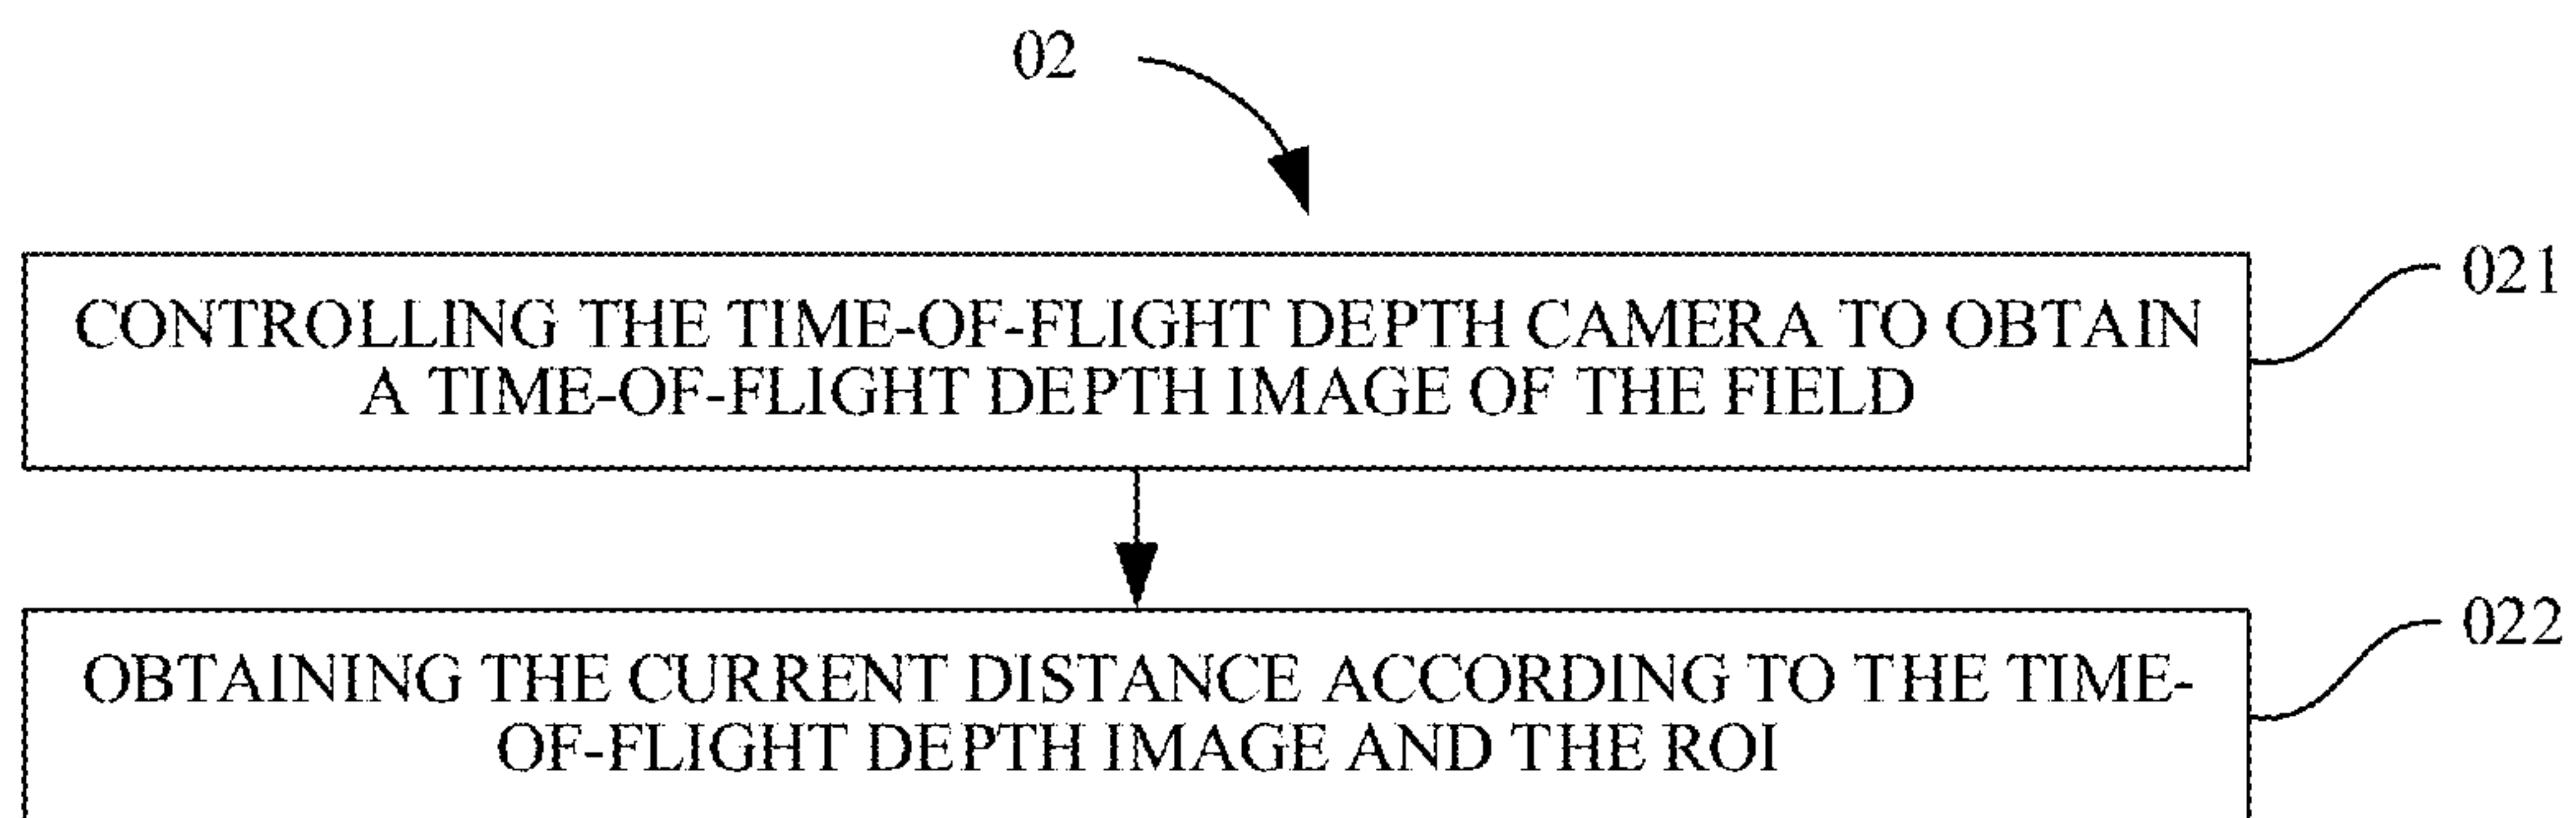 02
021
CONTROLLING THE TIME-OF-FLIGHT DEPTH CAMERA TO OBTAIN
A TIME-OF-FLIGHT DEPTH IMAGE OF THE FIELD
022
OBTAINING THE CURRENT DISTANCE ACCORDING TO THE TIME-
OF-FLIGHT DEPTH IMAGE AND THE ROI